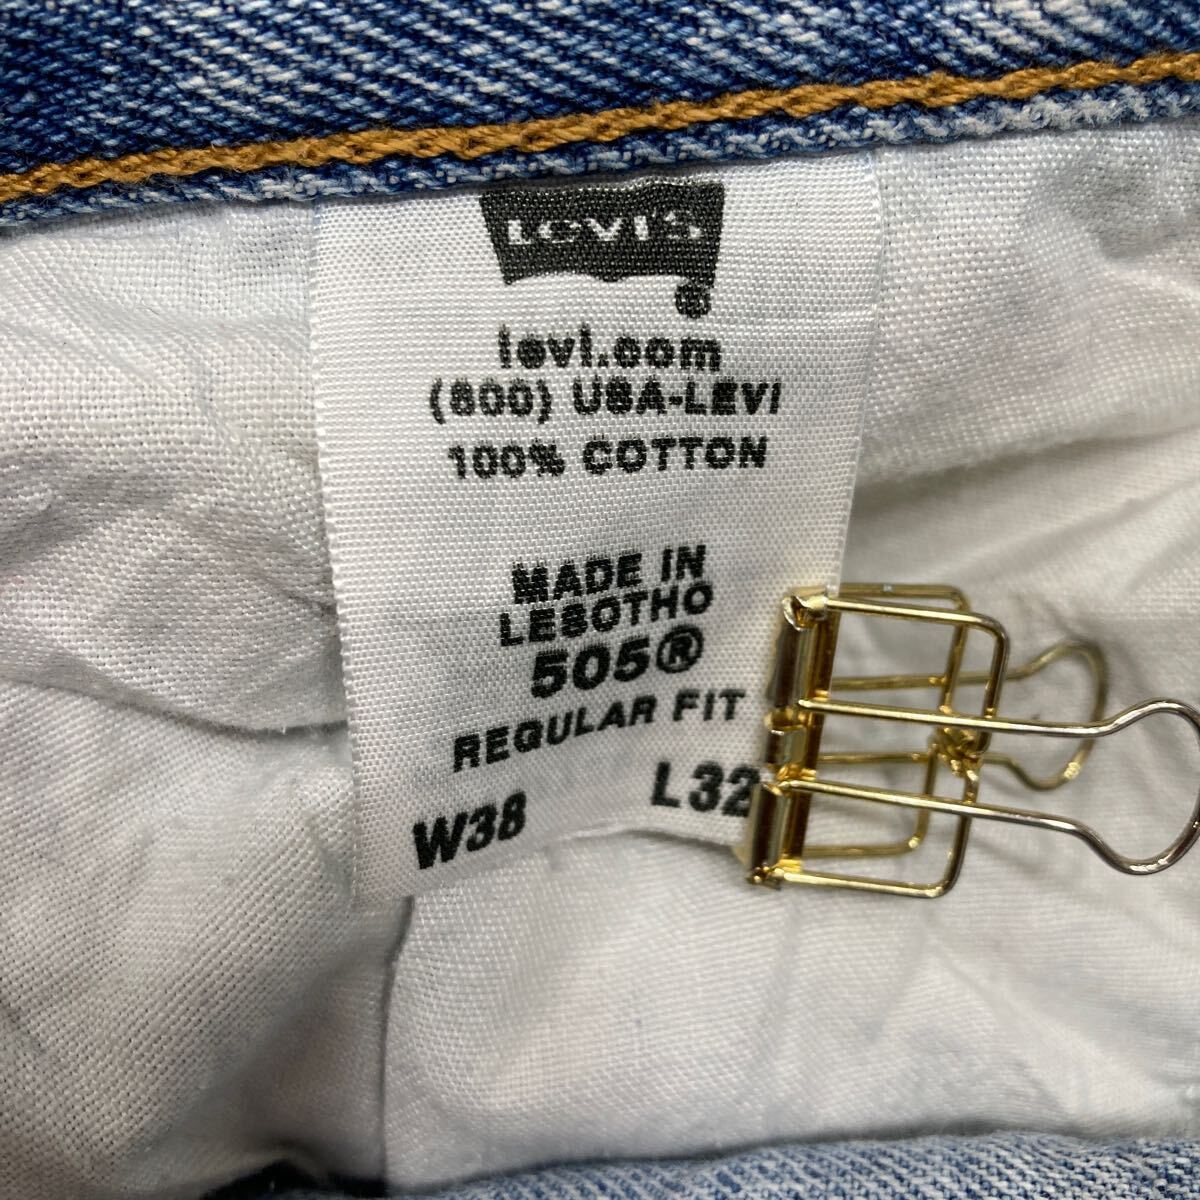 Levi's
®
levi.com
(800) USA-LEVI
100% COTTON
MADE IN
LESOTHO
505®
REGULAR FIT
W38 L32